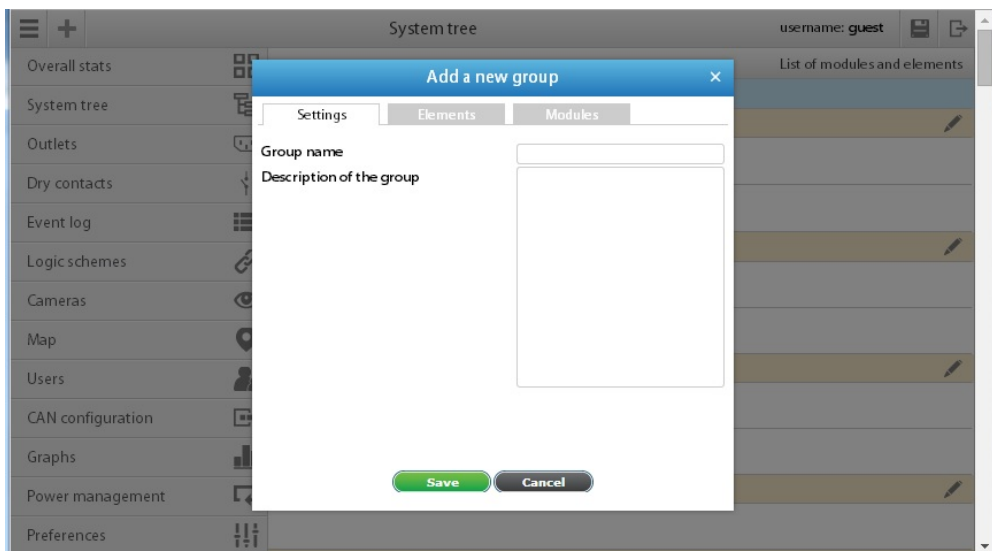 System tree
username: guest
Overall stats
List of modules and elements
Add a new group
Settings Elements Modules
System tree
Outlets
Dry contacts
Event log
Logic schemes
Cameras
Map
Users
CAN configuration
Graphs
Power management
Preferences
Group name
Description of the group
Save Cancel